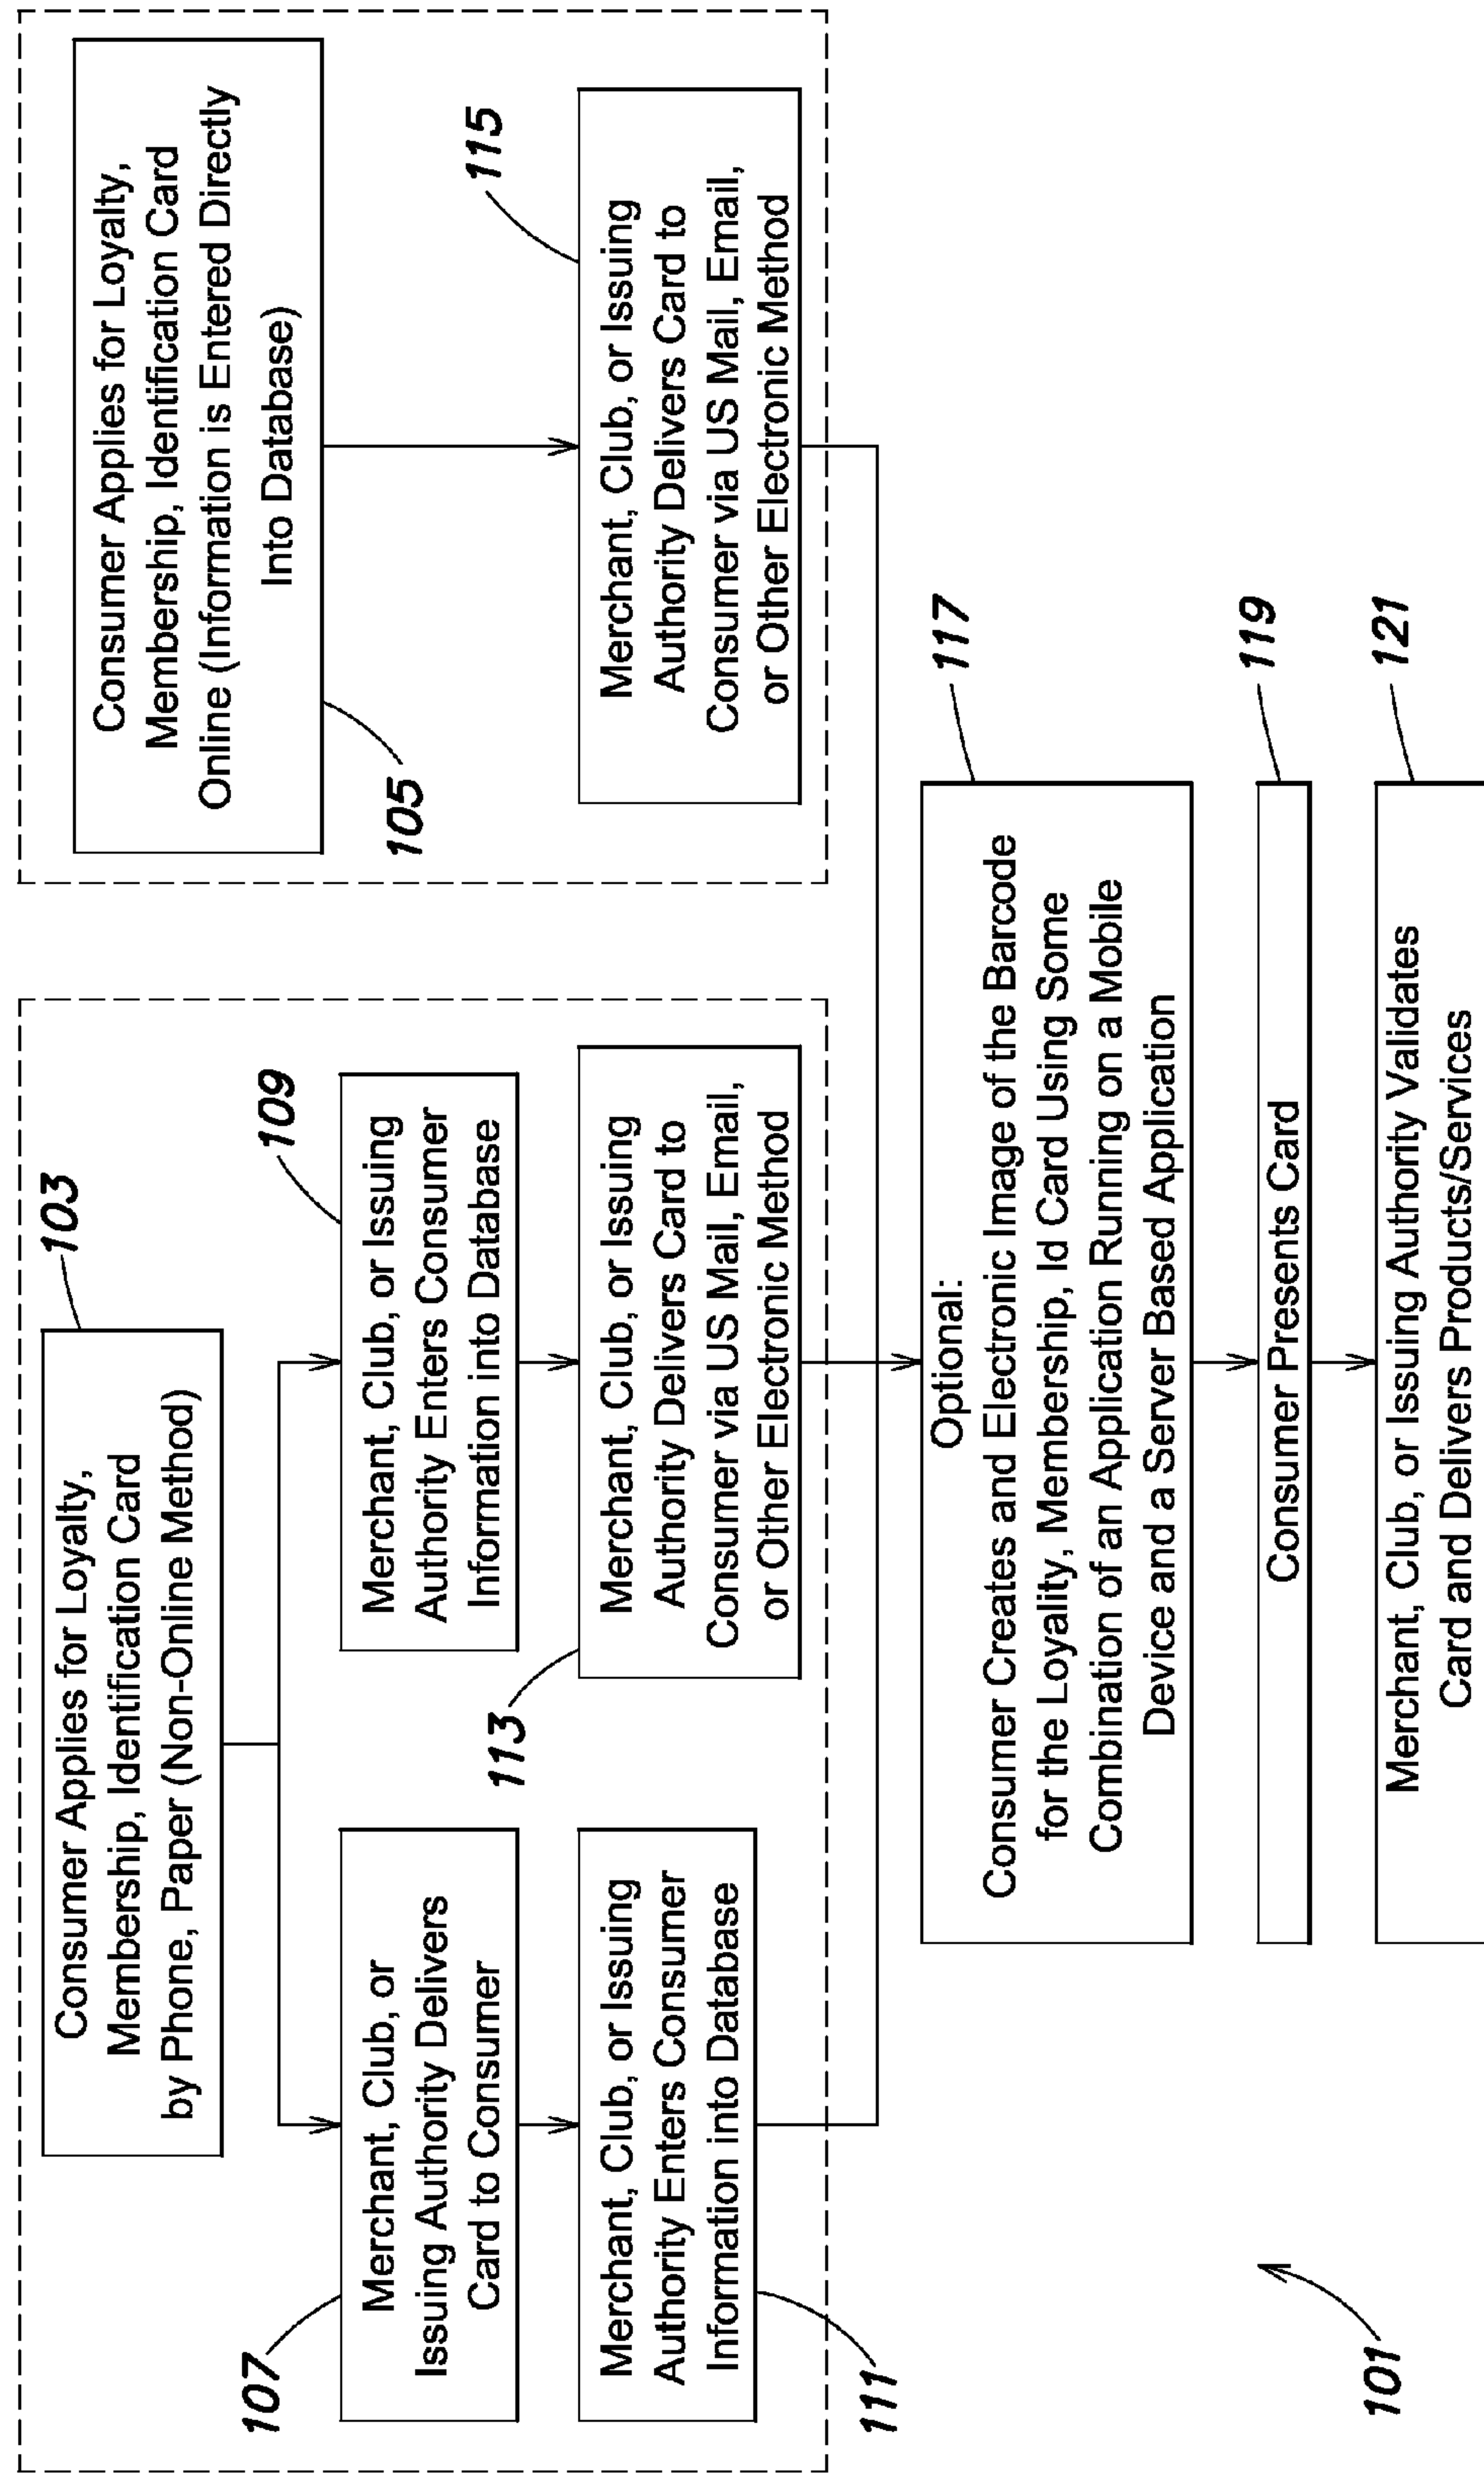 103
Consumer Applies for Loyalty,
Membership, Identification Card
by Phone, Paper (Non-Online Method)
107
Merchant, Club, or
Issuing Authority Delivers
Card to Consumer
109
Merchant, Club, or Issuing
Authority Enters Consumer
Information into Database
111
Merchant, Club, or Issuing
Authority Enters Consumer
Information into Database
113
Merchant, Club, or Issuing
Authority Delivers Card to
Consumer via US Mail, Email,
or Other Electronic Method
105
Consumer Applies for Loyalty,
Membership, Identification Card
Online (Information is Entered Directly
Into Database)
115
Merchant, Club, or Issuing
Authority Delivers Card to
Consumer via US Mail, Email,
or Other Electronic Method
117
Optional:
Consumer Creates and Electronic Image of the Barcode
for the Loyality, Membership, Id Card Using Some
Combination of an Application Running on a Mobile
Device and a Server Based Application
119
Consumer Presents Card
121
Merchant, Club, or Issuing Authority Validates
Card and Delivers Products/Services
101